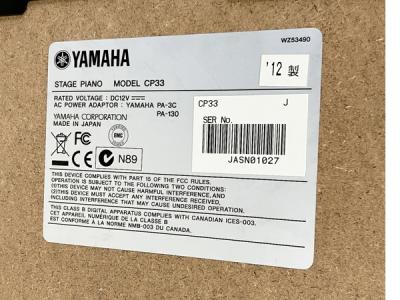 WZ53490
YAMAHA
'12 製
STAGE PIANO MODEL CP33
RATED VOLTAGE : DC12V
AC POWER ADAPTOR : YAMAHA PA-3C
PA-130
YAMAHA CORPORATION
MADE IN JAPAN
CP33 J
SER No.
JASN01027
FC
EMC
CE
N89
THIS DEVICE COMPLIES WITH PART 15 OF THE FCC RULES.
OPERATION IS SUBJECT TO THE FOLLOWING TWO CONDITIONS:
(1)THIS DEVICE MAY NOT CAUSE HARMFUL INTERFERENCE, AND
(2)THIS DEVICE MUST ACCEPT ANY INTERFERENCE RECEIVED,
INCLUDING INTERFERENCE THAT MAY CAUSE UNDESIRED OPERATION.
THIS CLASS B DIGITAL APPARATUS COMPLIES WITH CANADIAN ICES-003.
CET APPAREIL NUMÉRIQUE DE LA CLASSE B
EST CONFORME À LA NORME NMB-003 DU CANADA.